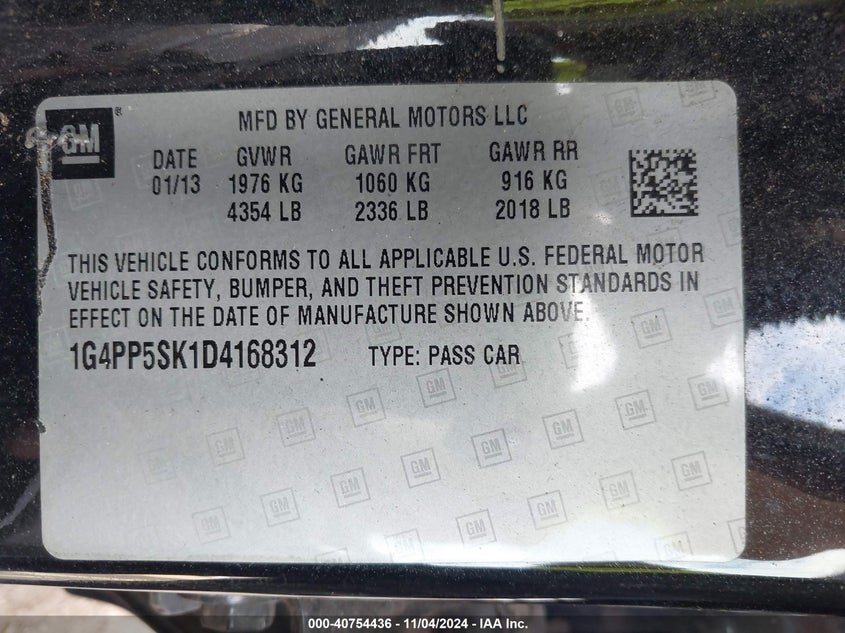 GM
MFD BY GENERAL MOTORS LLC
DATE GVWR GAWR FRT GAWR RR
01/13 1976 KG 1060 KG 916 KG
4354 LB 2336 LB 2018 LB
THIS VEHICLE CONFORMS TO ALL APPLICABLE U.S. FEDERAL MOTOR
VEHICLE SAFETY, BUMPER, AND THEFT PREVENTION STANDARDS IN
EFFECT ON THE DATE OF MANUFACTURE SHOWN ABOVE.
1G4PP5SK1D4168312 TYPE: PASS CAR
000-40754436 - 11/04/2024 - IAA Inc.